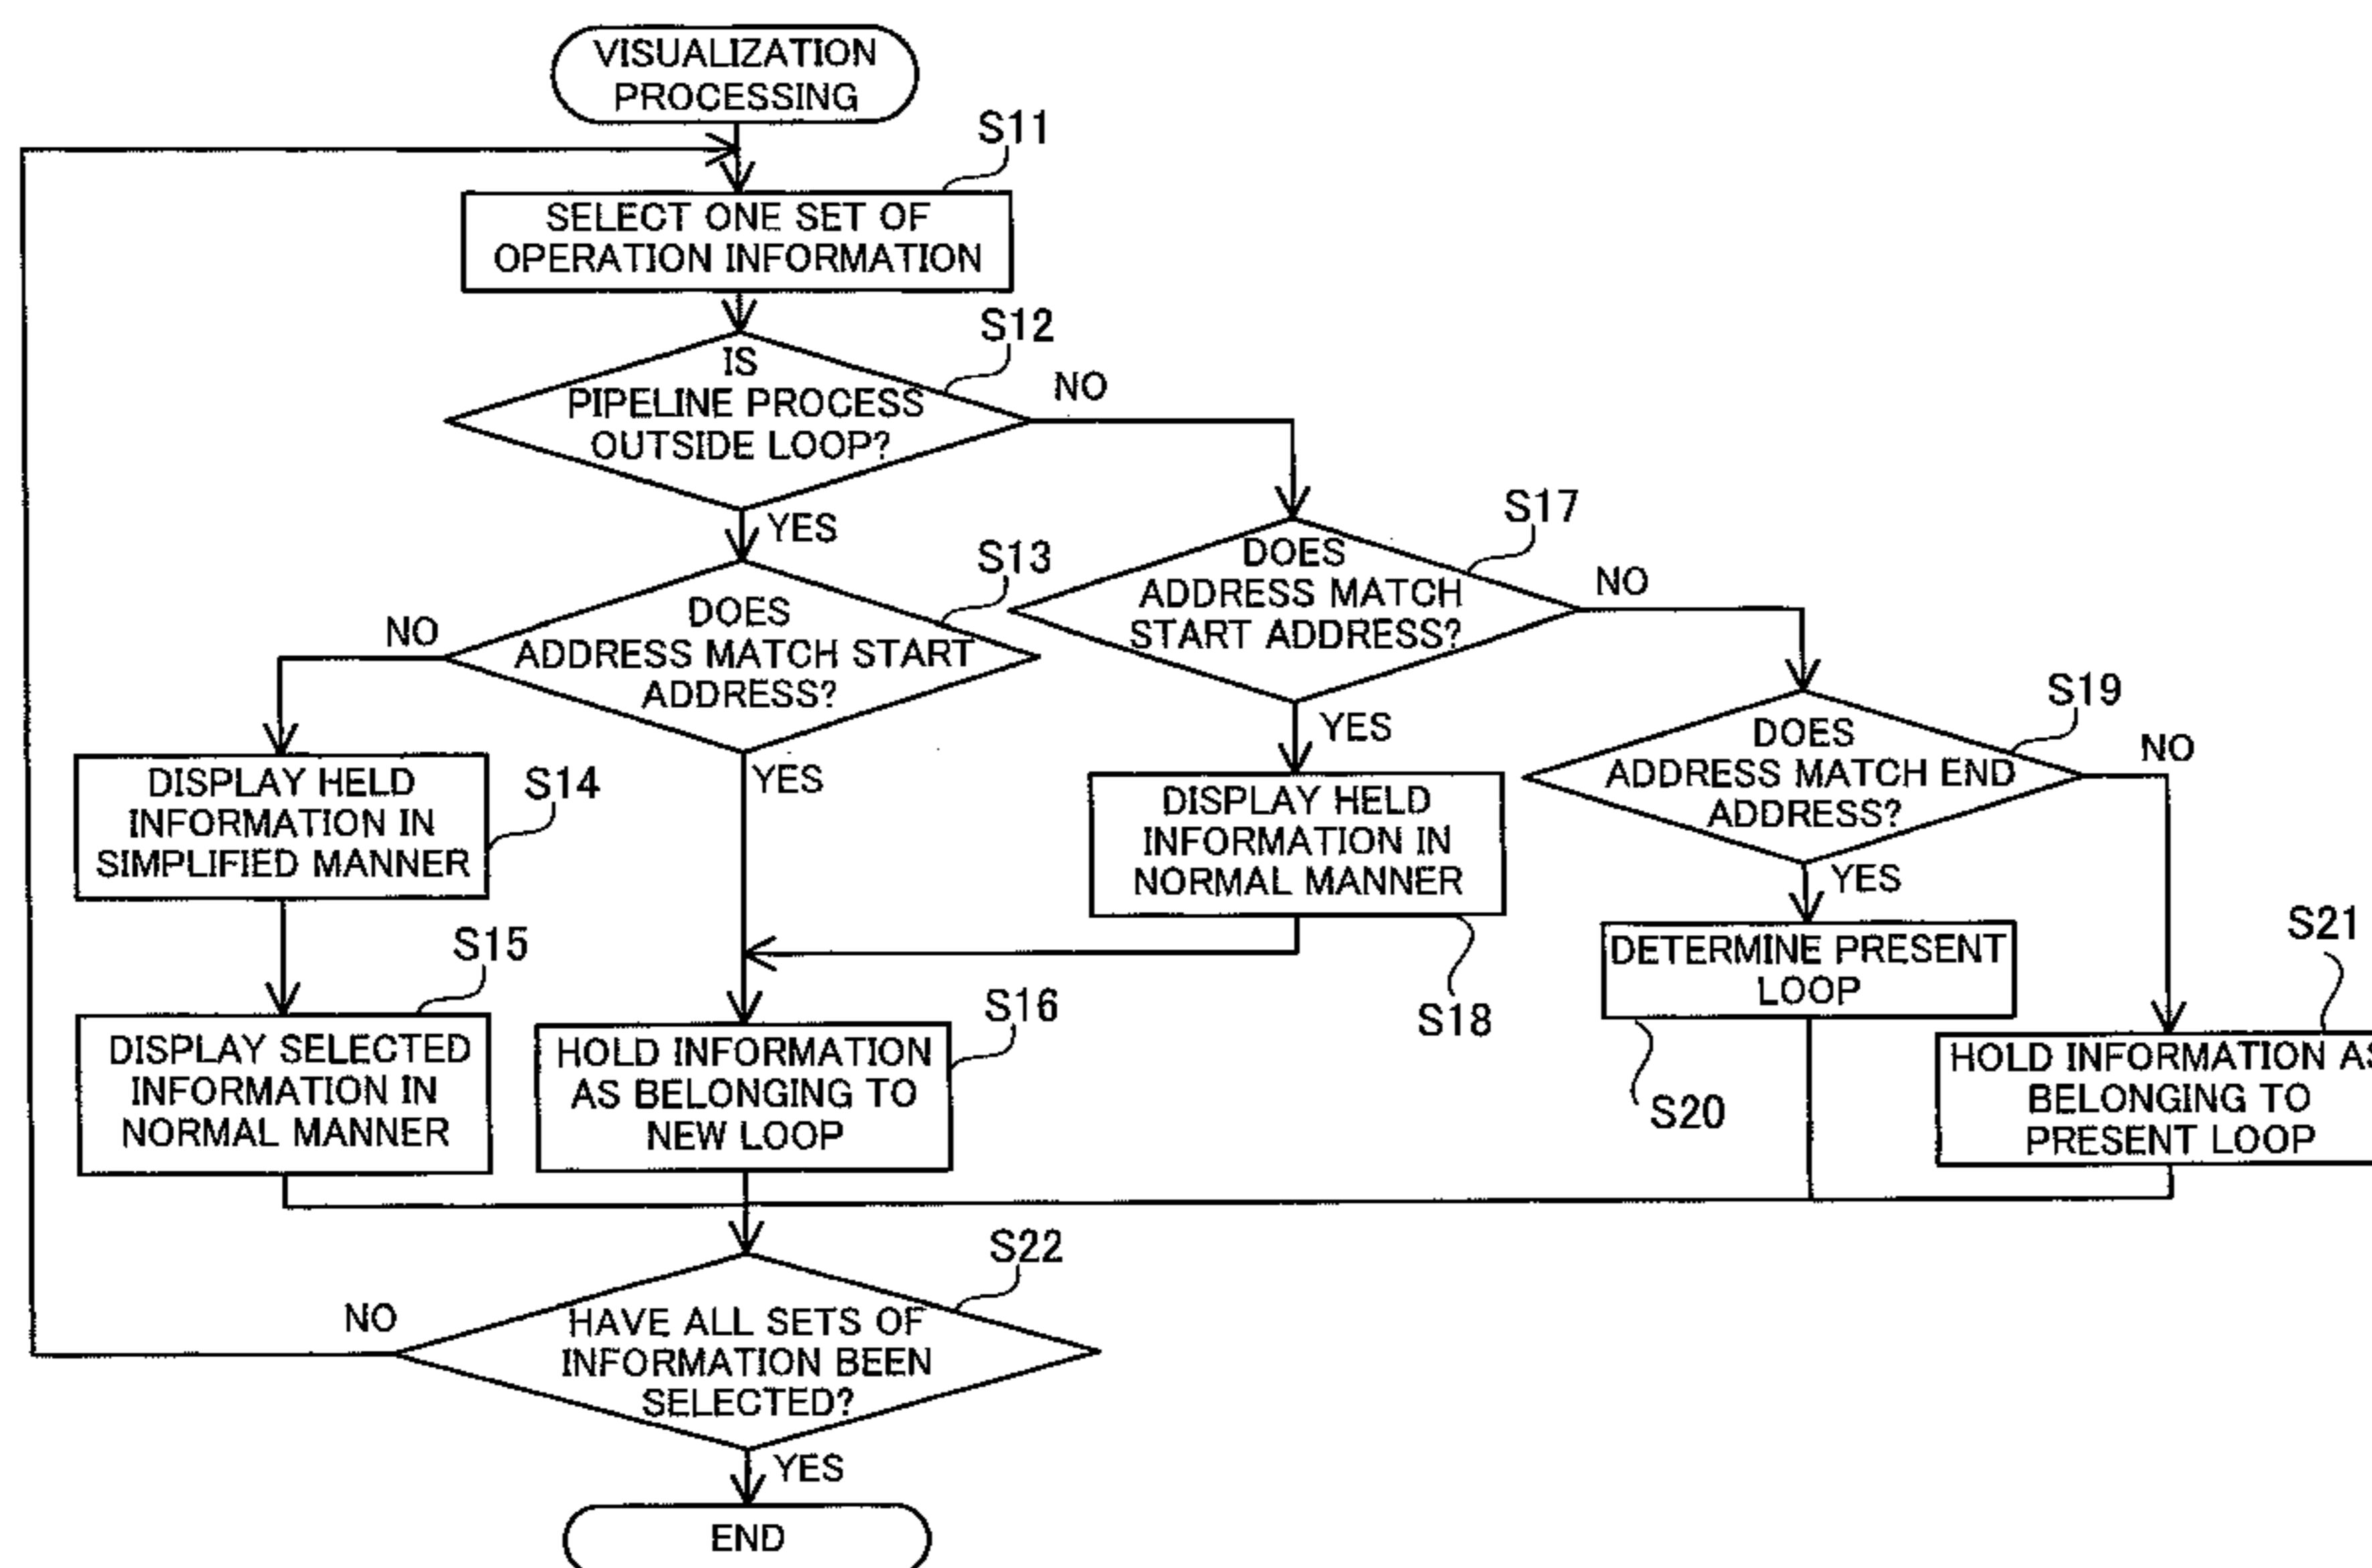 VISUALIZATION
PROCESSING
S11
SELECT ONE SET OF
OPERATION INFORMATION
S12
IS
PIPELINE PROCESS
OUTSIDE LOOP?
NO
YES
S13
DOES
ADDRESS MATCH START
ADDRESS?
NO
YES
S17
DOES
ADDRESS MATCH
START ADDRESS?
NO
YES
S19
DOES
ADDRESS MATCH END
ADDRESS?
NO
YES
DISPLAY HELD
INFORMATION IN
SIMPLIFIED MANNER
S14
DISPLAY HELD
INFORMATION IN
NORMAL MANNER
S18
S15
DISPLAY SELECTED
INFORMATION IN
NORMAL MANNER
S16
HOLD INFORMATION
AS BELONGING TO
NEW LOOP
DETERMINE PRESENT
LOOP
S20
S21
HOLD INFORMATION AS
BELONGING TO
PRESENT LOOP
S22
HAVE ALL SETS OF
INFORMATION BEEN
SELECTED?
NO
YES
END